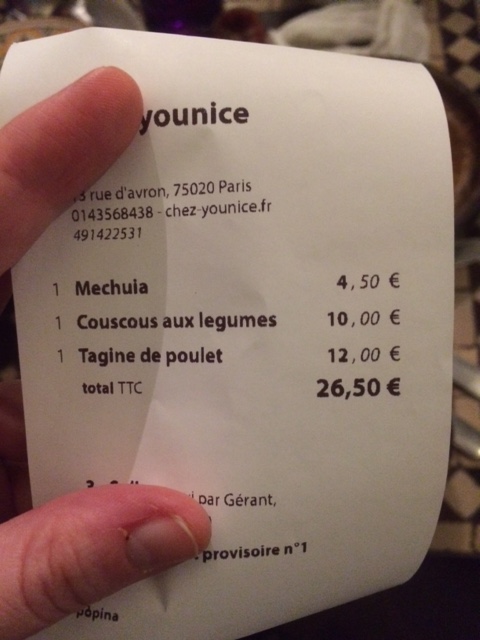 younice
rue d'avron, 75020 Paris
0143568438 - chez-younice.fr
491422531
1 Mechuia 4,50 €
1 Couscous aux legumes 10,00 €
1 Tagine de poulet 12,00 €
total TTC 26,50 €
par Gérant,
provisoire n°1
popina